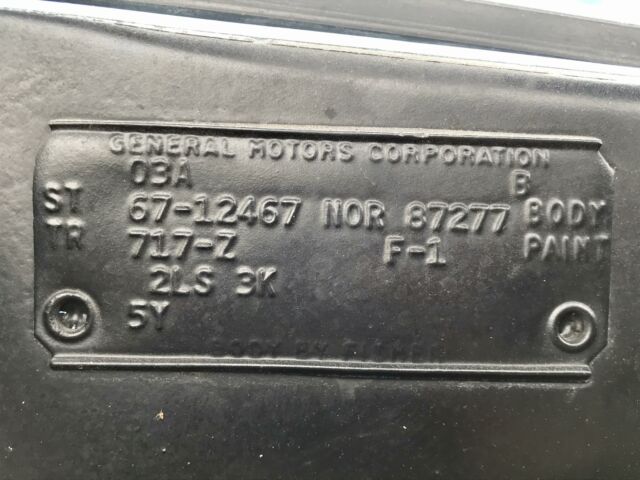 GENERAL MOTORS CORPORATION
03A B
ST 67-12467 NOR 87277 BODY
TR 717-Z F-1 PAINT
2LS 3K
5Y
BODY BY FISHER